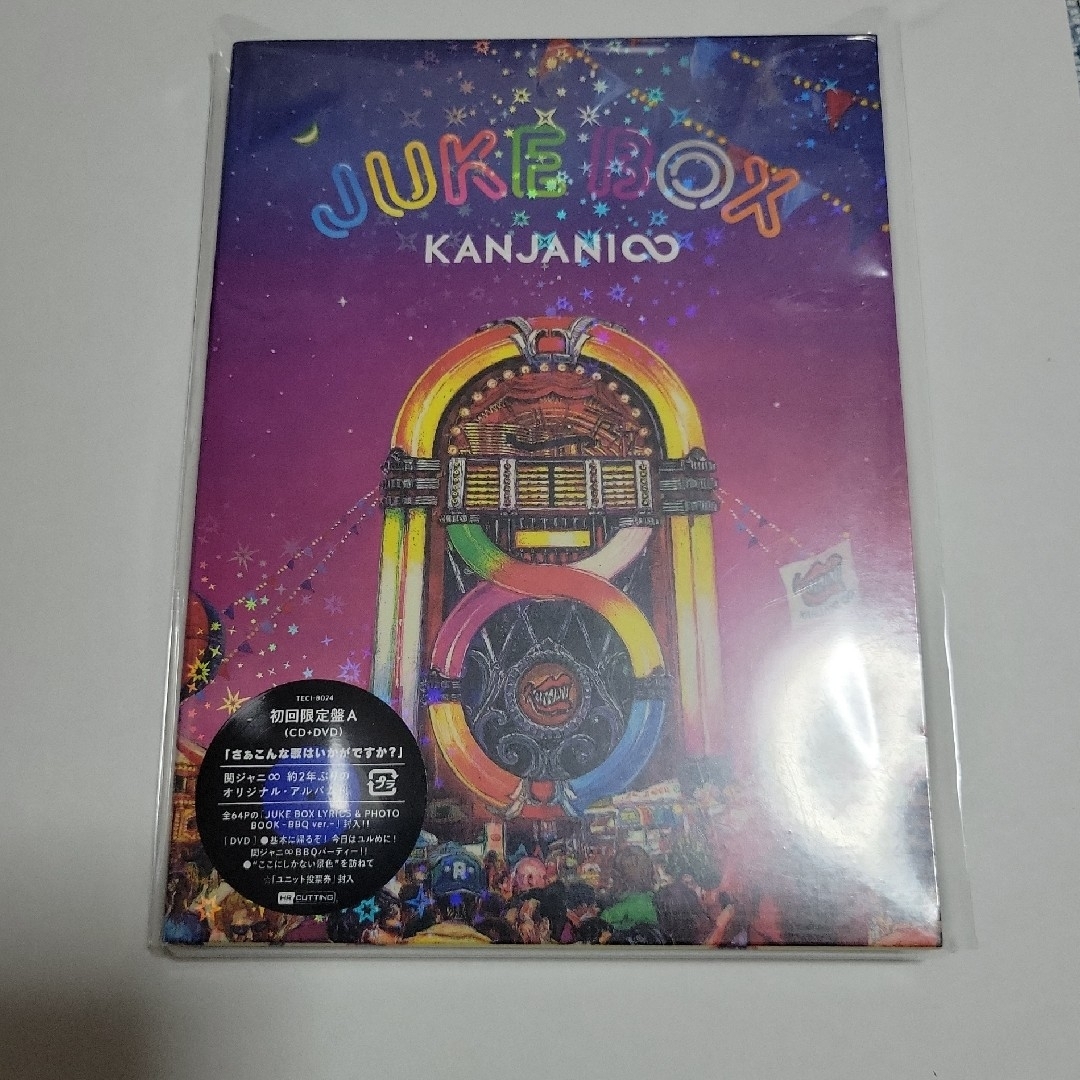 JUKE BOX
KANJANI∞
TECI-8024
初回限定盤A
(CD+DVD)
「さぁこんな歌はいかがですか?」
関ジャニ∞ 約2年ぶりの
オリジナル・アルバム
プラ
全64Pの「JUKE BOX LYRICS & PHOTO
BOOK -BBQ ver.-」封入!!
[DVD] ●基本に帰るぞ! 今日はユルめに!
関ジャニ∞BBQパーティー!!
●“ここにしかない景色”を訪ねて
☆「ユニット投票券」封入
HR CUTTING
R